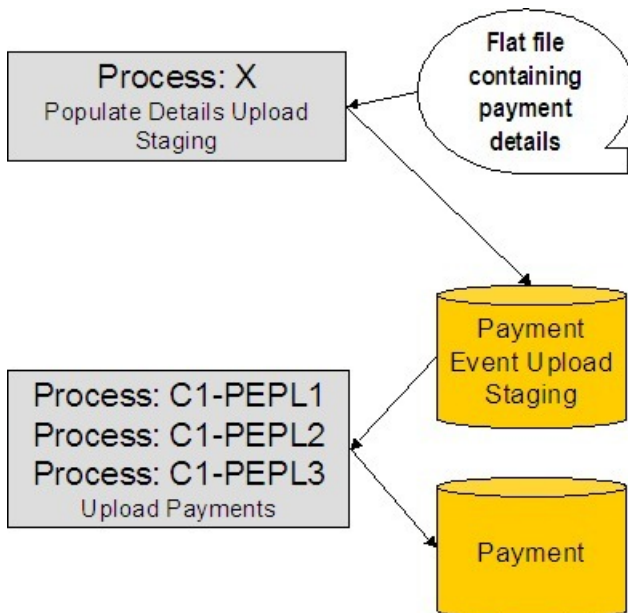 Process: X
Populate Details Upload
Staging
Flat file
containing
payment
details
Payment
Event Upload
Staging
Process: C1-PEPL1
Process: C1-PEPL2
Process: C1-PEPL3
Upload Payments
Payment